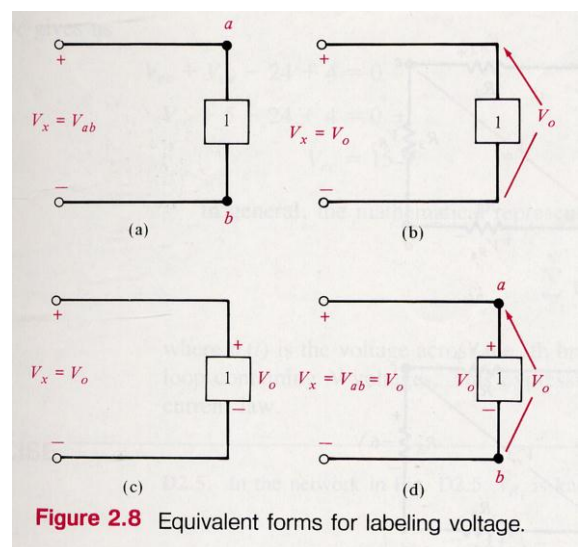 a
+
1
V_x = V_ab
−
b
(a)
+
1
V_o
V_x = V_o
−
(b)
+
+
V_x = V_o
V_o
−
(c)
a
+
+
V_x = V_ab = V_o
V_o
1
V_o
−
−
b
(d)
Figure 2.8 Equivalent forms for labeling voltage.